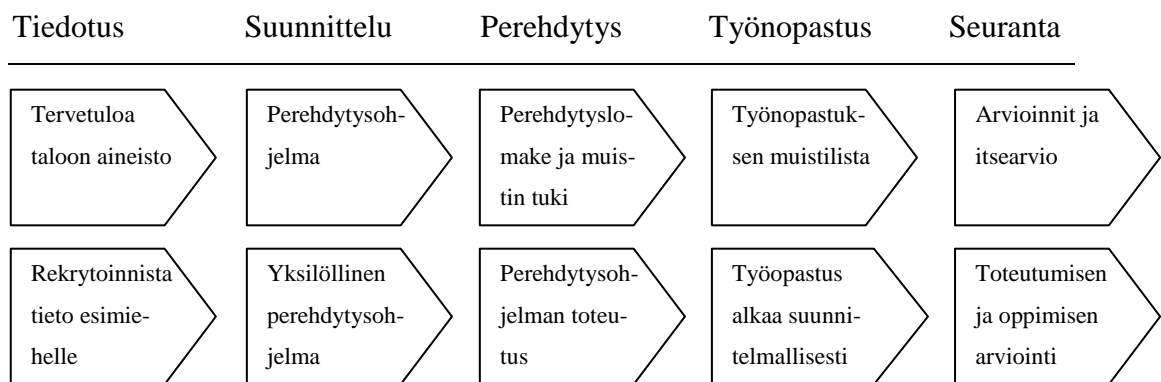 Tiedotus Suunnittelu Perehdytys Työnopastus Seuranta
Tervetuloa
taloon aineisto
Perehdytysoh-
jelma
Perehdytyslo-
make ja muis-
tin tuki
Työnopastuk-
sen muistilista
Arvioinnit ja
itsearvio
Rekrytoinnista
tieto esimie-
helle
Yksilöllinen
perehdytysoh-
jelma
Perehdytysoh-
jelman toteu-
tus
Työopastus
alkaa suunni-
telmallisesti
Toteutumisen
ja oppimisen
arviointi